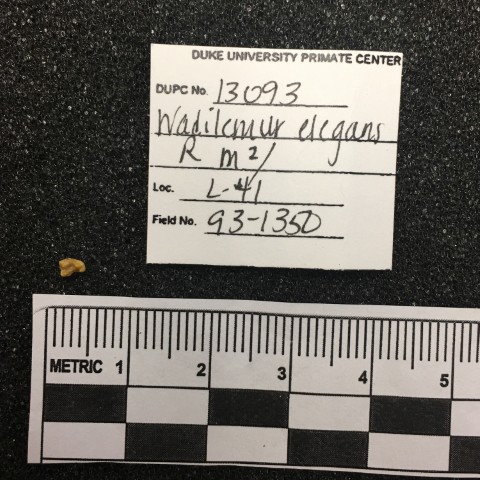 DUKE UNIVERSITY PRIMATE CENTER
DUPC No. 13093
Wadilemur elegans
R m2/
Loc. L-41
Field No. 93-1350
METRIC 1 2 3 4 5